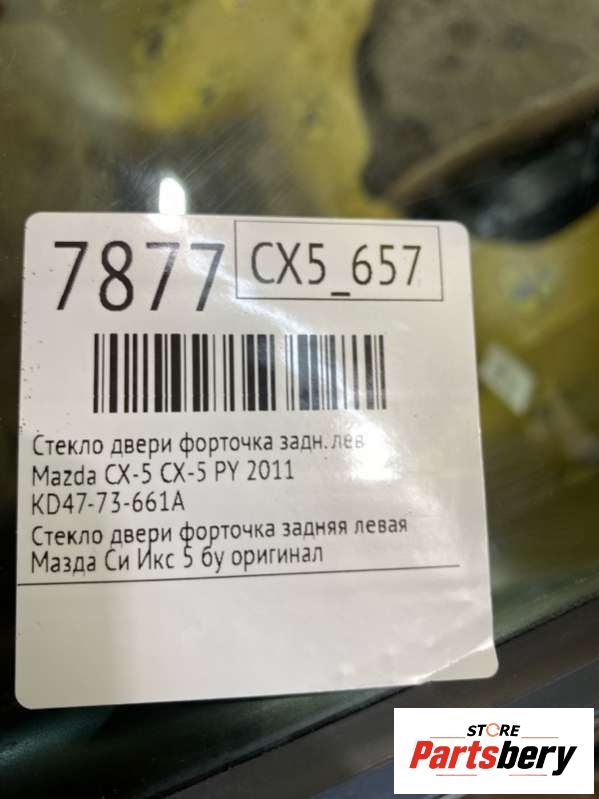 7877
CX5_657
Стекло двери форточка задн. лев
Mazda CX-5 CX-5 PY 2011
KD47-73-661A
Стекло двери форточка задняя левая
Мазда Си Икс 5 бу оригинал
STORE
Partsbery